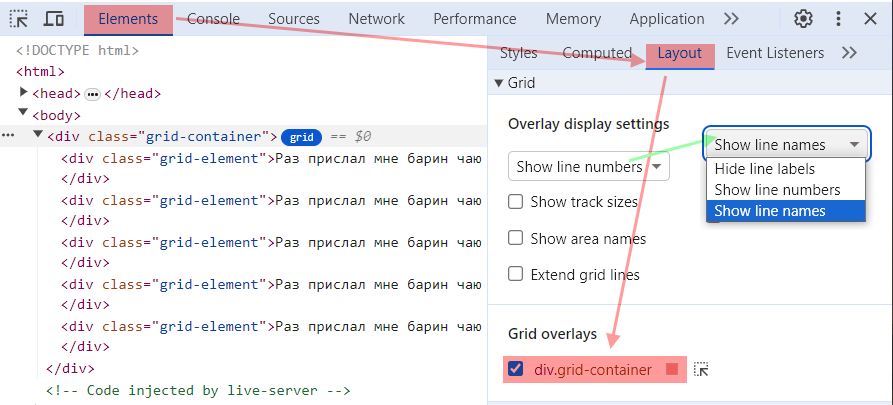 Elements Console Sources Network Performance Memory Application
<!DOCTYPE html>
<html>
<head> ••• </head>
<body>
••• <div class="grid-container"> grid == $0
<div class="grid-element">Раз прислал мне барин чаю
</div>
<div class="grid-element">Раз прислал мне барин чаю
</div>
<div class="grid-element">Раз прислал мне барин чаю
</div>
<div class="grid-element">Раз прислал мне барин чаю
</div>
<div class="grid-element">Раз прислал мне барин чаю
</div>
</div>
<!-- Code injected by live-server -->
Styles Computed Layout Event Listeners
Grid
Overlay display settings
Show line numbers
Show track sizes
Show area names
Extend grid lines
Show line names
Hide line labels
Show line numbers
Show line names
Grid overlays
div.grid-container